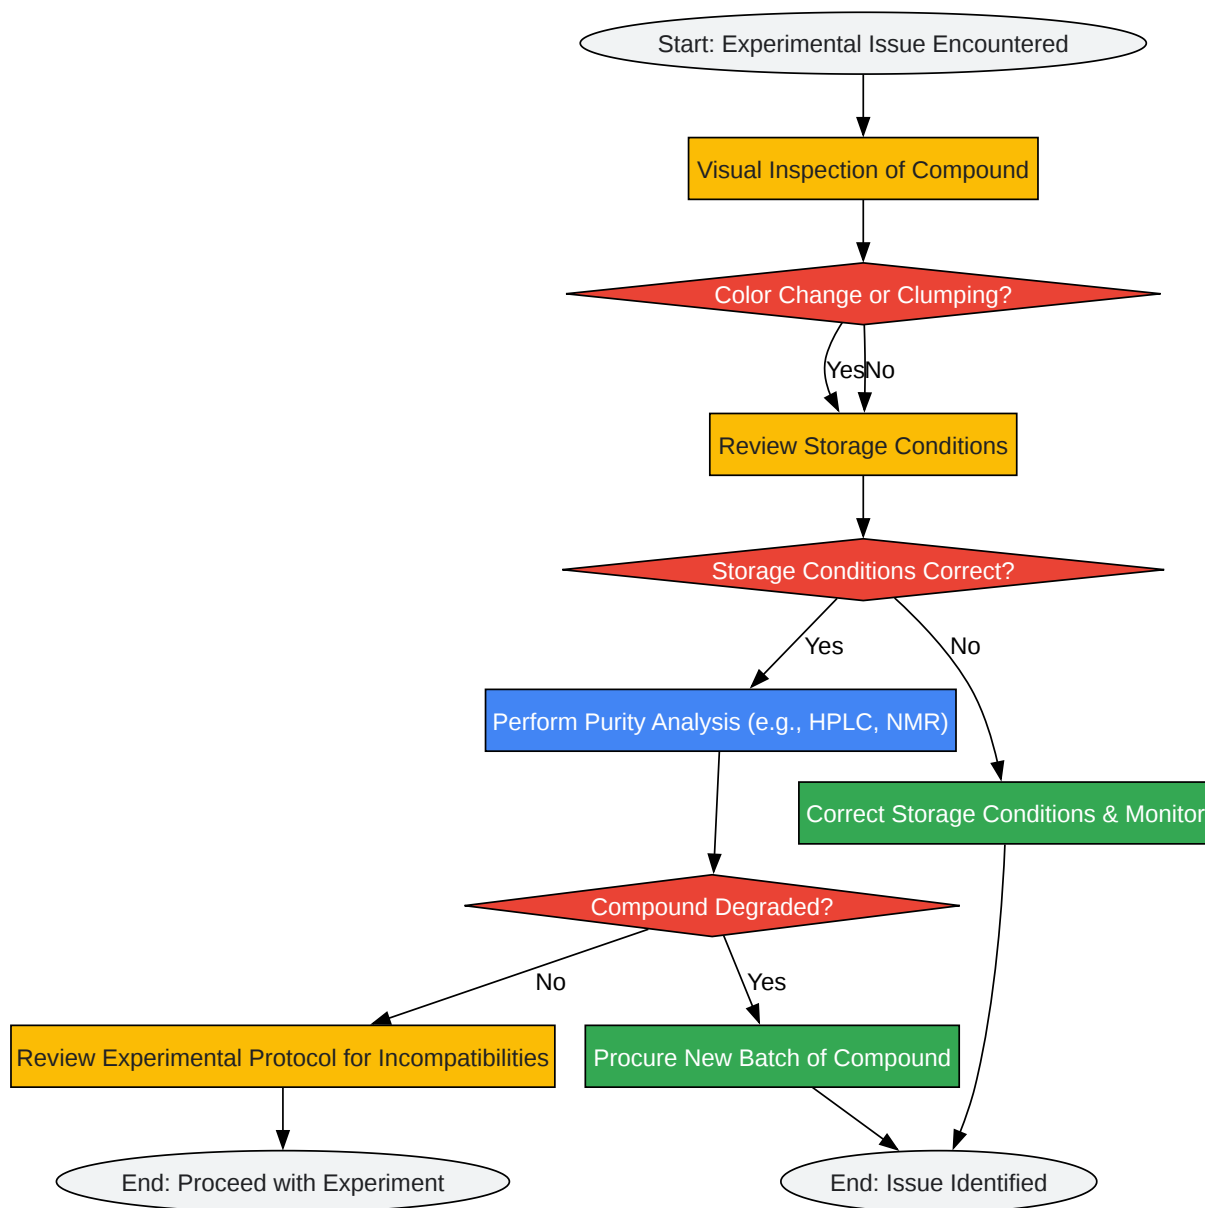 Start: Experimental Issue Encountered
Visual Inspection of Compound
Color Change or Clumping?
Yes
No
Review Storage Conditions
Storage Conditions Correct?
Yes
No
Perform Purity Analysis (e.g., HPLC, NMR)
Correct Storage Conditions & Monitor
Compound Degraded?
No
Yes
Review Experimental Protocol for Incompatibilities
Procure New Batch of Compound
End: Proceed with Experiment
End: Issue Identified